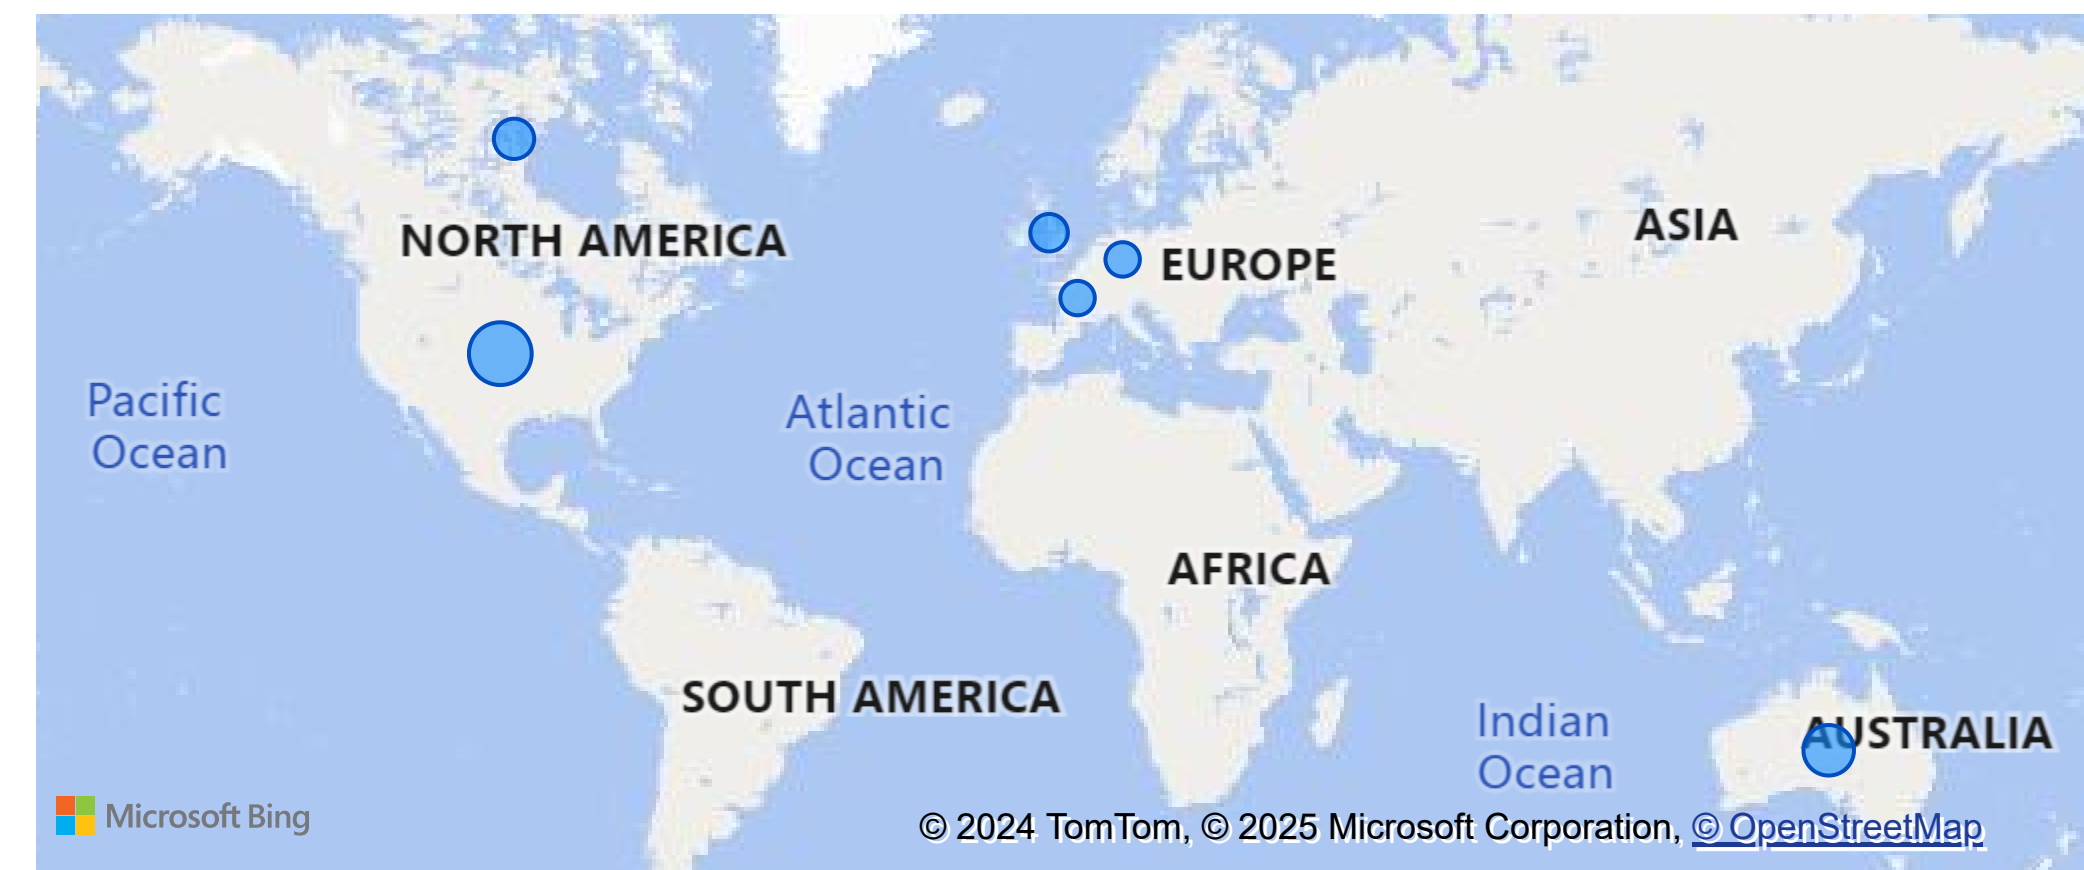 NORTH AMERICA
EUROPE
ASIA
Pacific
Ocean
Atlantic
Ocean
AFRICA
SOUTH AMERICA
Indian
Ocean
AUSTRALIA
Microsoft Bing
© 2024 TomTom, © 2025 Microsoft Corporation, © OpenStreetMap